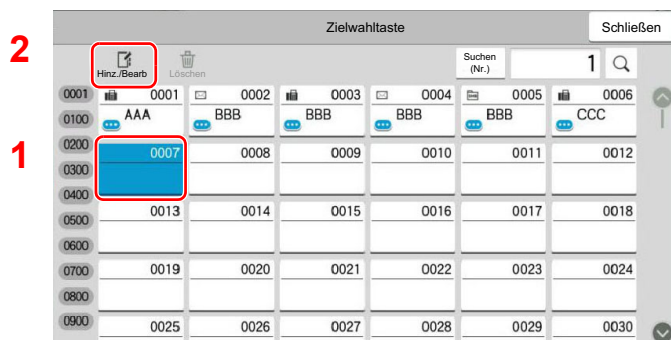 Zielwahltaste
Schließen
2
Hinz./Bearb
Löschen
Suchen
(Nr.)
1
0001 0001 0002 0003 0004 0005 0006
0100 AAA BBB BBB BBB BBB CCC
1
0200 0007 0008 0009 0010 0011 0012
0300
0400
0500 0013 0014 0015 0016 0017 0018
0600
0700 0019 0020 0021 0022 0023 0024
0800
0900 0025 0026 0027 0028 0029 0030